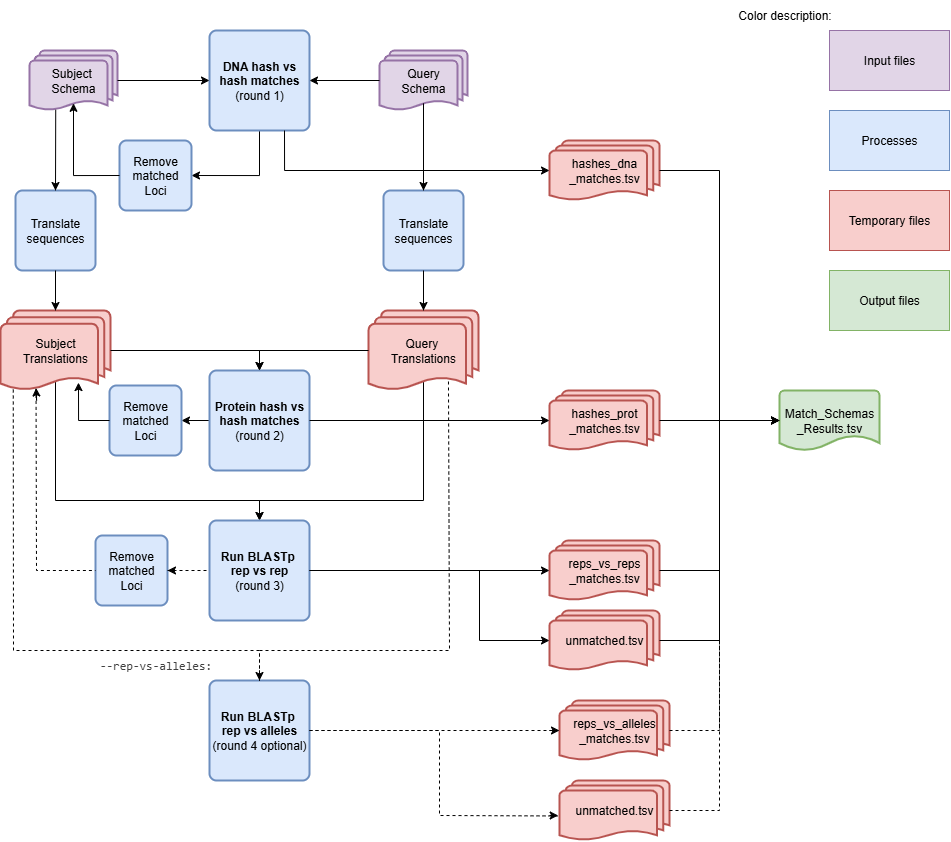 Color description:
Input files
Processes
Temporary files
Output files
Subject
Schema
DNA hash vs
hash matches
(round 1)
Query
Schema
Remove
matched
Loci
hashes_dna
_matches.tsv
Translate
sequences
Translate
sequences
Subject
Translations
Query
Translations
Remove
matched
Loci
Protein hash vs
hash matches
(round 2)
hashes_prot
_matches.tsv
Match_Schemas
_Results.tsv
Remove
matched
Loci
Run BLASTp
rep vs rep
(round 3)
reps_vs_reps
_matches.tsv
unmatched.tsv
--rep-vs-alleles:
Run BLASTp
rep vs alleles
(round 4 optional)
reps_vs_alleles
_matches.tsv
unmatched.tsv